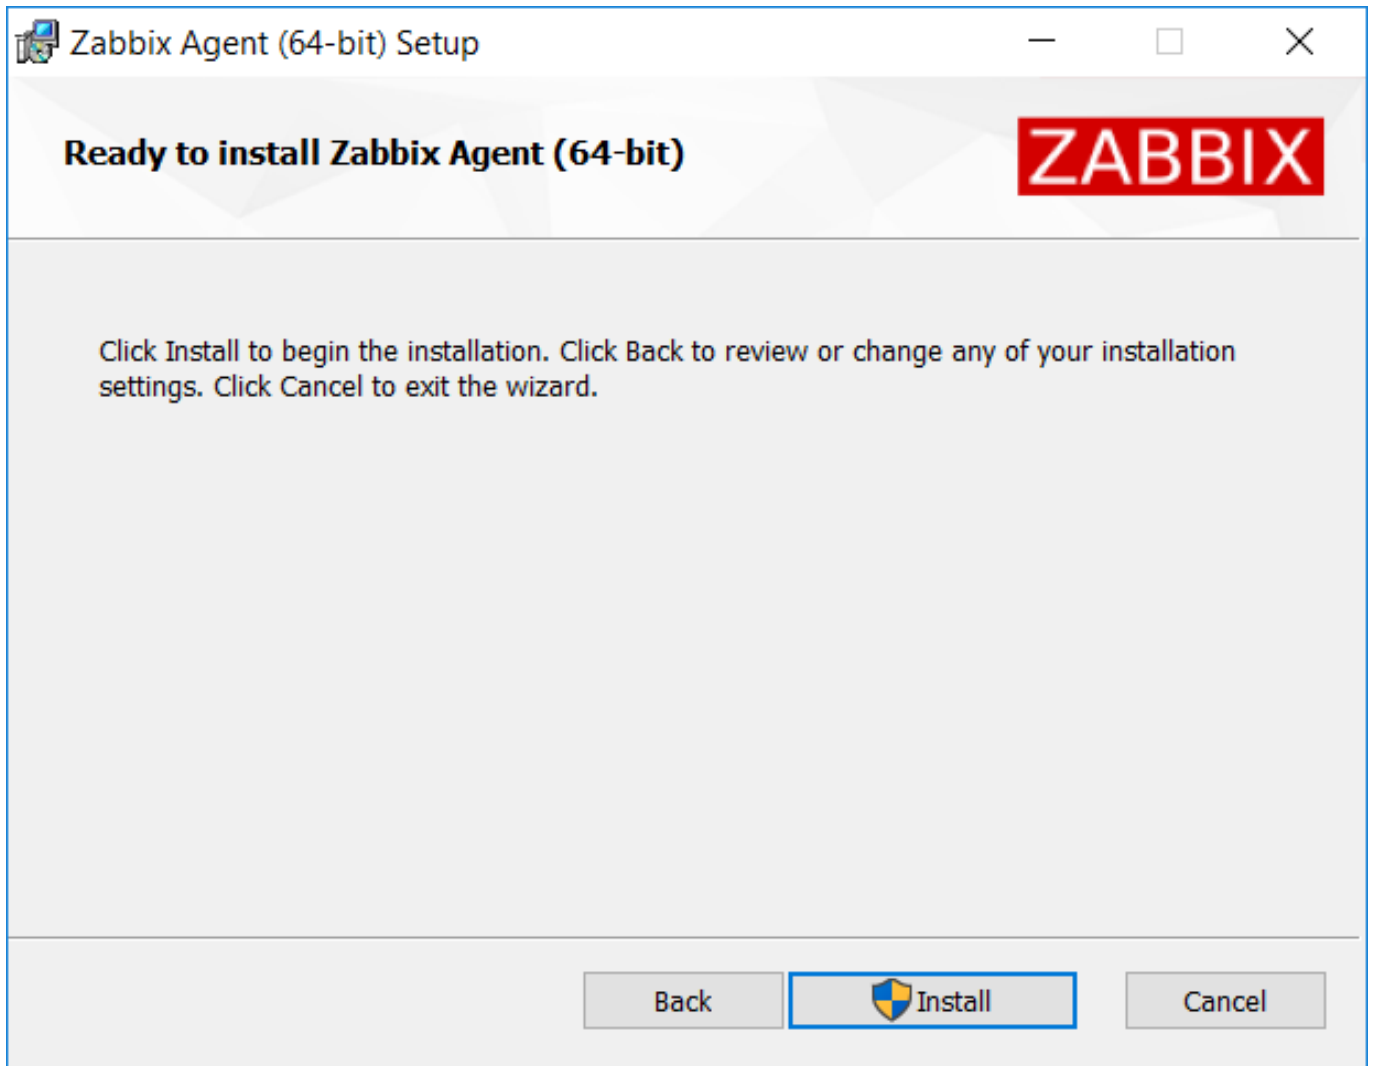 Zabbix Agent (64-bit) Setup
Ready to install Zabbix Agent (64-bit)
ZABBIX
Click Install to begin the installation. Click Back to review or change any of your installation
settings. Click Cancel to exit the wizard.
Back
Install
Cancel